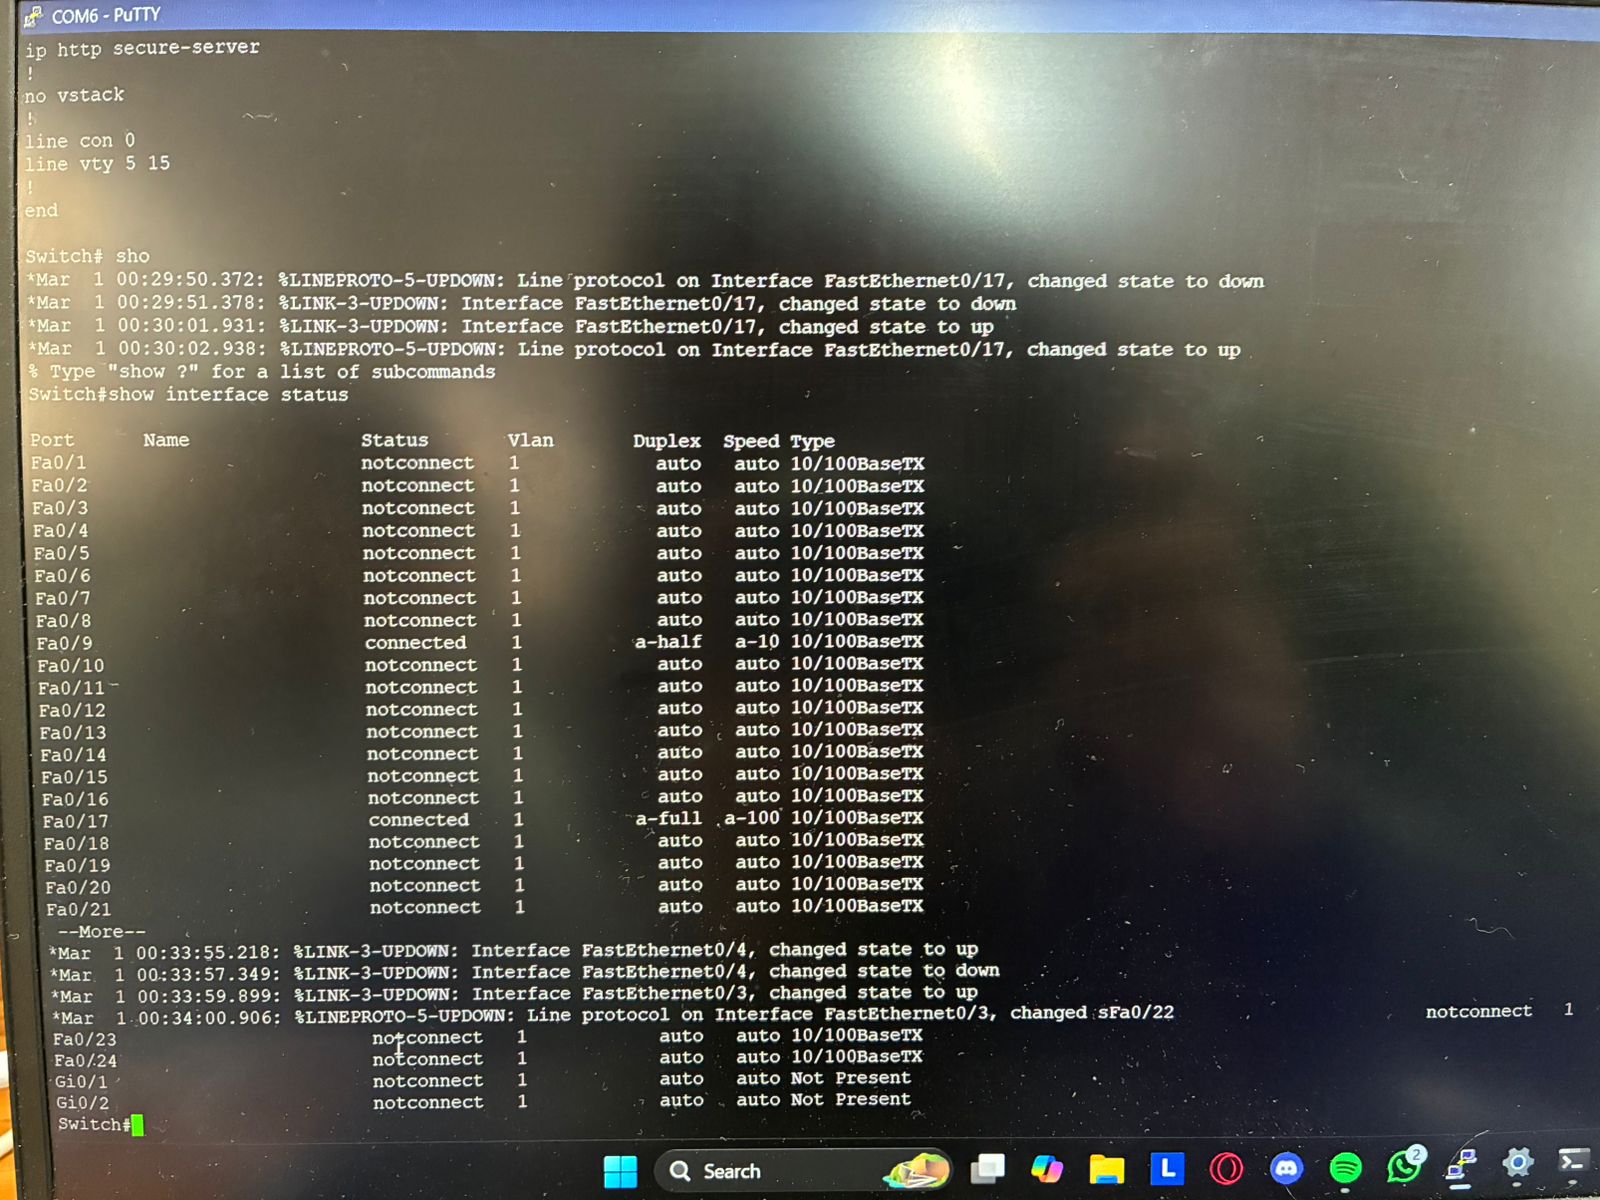 COM6 - PuTTY
ip http secure-server
!
no vstack
!
line con 0
line vty 5 15
!
end
Switch# sho
*Mar  1 00:29:50.372: %LINEPROTO-5-UPDOWN: Line protocol on Interface FastEthernet0/17, changed state to down
*Mar  1 00:29:51.378: %LINK-3-UPDOWN: Interface FastEthernet0/17, changed state to down
*Mar  1 00:30:01.931: %LINK-3-UPDOWN: Interface FastEthernet0/17, changed state to up
*Mar  1 00:30:02.938: %LINEPROTO-5-UPDOWN: Line protocol on Interface FastEthernet0/17, changed state to up
% Type "show ?" for a list of subcommands
Switch#show interface status
Port Name Status Vlan Duplex Speed Type
Fa0/1 notconnect 1 auto auto 10/100BaseTX
Fa0/2 notconnect 1 auto auto 10/100BaseTX
Fa0/3 notconnect 1 auto auto 10/100BaseTX
Fa0/4 notconnect 1 auto auto 10/100BaseTX
Fa0/5 notconnect 1 auto auto 10/100BaseTX
Fa0/6 notconnect 1 auto auto 10/100BaseTX
Fa0/7 notconnect 1 auto auto 10/100BaseTX
Fa0/8 notconnect 1 auto auto 10/100BaseTX
Fa0/9 connected 1 a-half a-10 10/100BaseTX
Fa0/10 notconnect 1 auto auto 10/100BaseTX
Fa0/11 notconnect 1 auto auto 10/100BaseTX
Fa0/12 notconnect 1 auto auto 10/100BaseTX
Fa0/13 notconnect 1 auto auto 10/100BaseTX
Fa0/14 notconnect 1 auto auto 10/100BaseTX
Fa0/15 notconnect 1 auto auto 10/100BaseTX
Fa0/16 notconnect 1 auto auto 10/100BaseTX
Fa0/17 connected 1 a-full a-100 10/100BaseTX
Fa0/18 notconnect 1 auto auto 10/100BaseTX
Fa0/19 notconnect 1 auto auto 10/100BaseTX
Fa0/20 notconnect 1 auto auto 10/100BaseTX
Fa0/21 notconnect 1 auto auto 10/100BaseTX
--More--
*Mar  1 00:33:55.218: %LINK-3-UPDOWN: Interface FastEthernet0/4, changed state to up
*Mar  1 00:33:57.349: %LINK-3-UPDOWN: Interface FastEthernet0/4, changed state to down
*Mar  1 00:33:59.899: %LINK-3-UPDOWN: Interface FastEthernet0/3, changed state to up
*Mar  1 00:34:00.906: %LINEPROTO-5-UPDOWN: Line protocol on Interface FastEthernet0/3, changed sFa0/22 notconnect 1
Fa0/23 notconnect 1 auto auto 10/100BaseTX
Fa0/24 notconnect 1 auto auto 10/100BaseTX
Gi0/1 notconnect 1 auto auto Not Present
Gi0/2 notconnect 1 auto auto Not Present
Switch#
Search
L
2